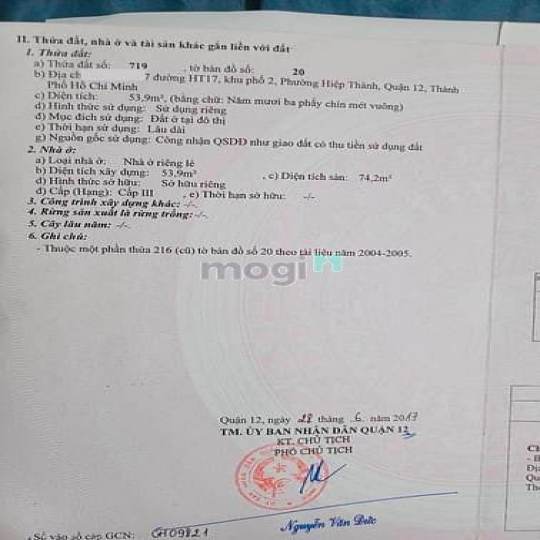 II. Thửa đất, nhà ở và tài sản khác gắn liền với đất
1. Thửa đất:
a) Thửa đất số: 719 , tờ bản đồ số: 20
b) Địa ch 7 đường HT17, khu phố 2, Phường Hiệp Thành, Quận 12, Thành
Phố Hồ Chí Minh
c) Diện tích: 53,9m², (bằng chữ: Năm mươi ba phẩy chín mét vuông)
d) Hình thức sử dụng: Sử dụng riêng
đ) Mục đích sử dụng: Đất ở tại đô thị
e) Thời hạn sử dụng: Lâu dài
g) Nguồn gốc sử dụng: Công nhận QSDĐ như giao đất có thu tiền sử dụng đất
2. Nhà ở:
a) Loại nhà ở: Nhà ở riêng lẻ
b) Diện tích xây dựng: 53,9m² , c) Diện tích sàn: 74,2m²
d) Hình thức sở hữu: Sở hữu riêng
đ) Cấp (Hạng): Cấp III , e) Thời hạn sở hữu: -/-
3. Công trình xây dựng khác: -/-
4. Rừng sản xuất là rừng trồng: -/-
5. Cây lâu năm: -/-
6. Ghi chú:
- Thuộc một phần thửa 216 (cũ) tờ bản đồ số 20 theo tài liệu năm 2004-2005.
mogi
Quận 12, ngày 28 tháng 6 năm 2017
TM. ỦY BAN NHÂN DÂN QUẬN 12
KT. CHỦ TỊCH
PHÓ CHỦ TỊCH
Nguyễn Văn Đức
. Số vào sổ cấp GCN: CH09821